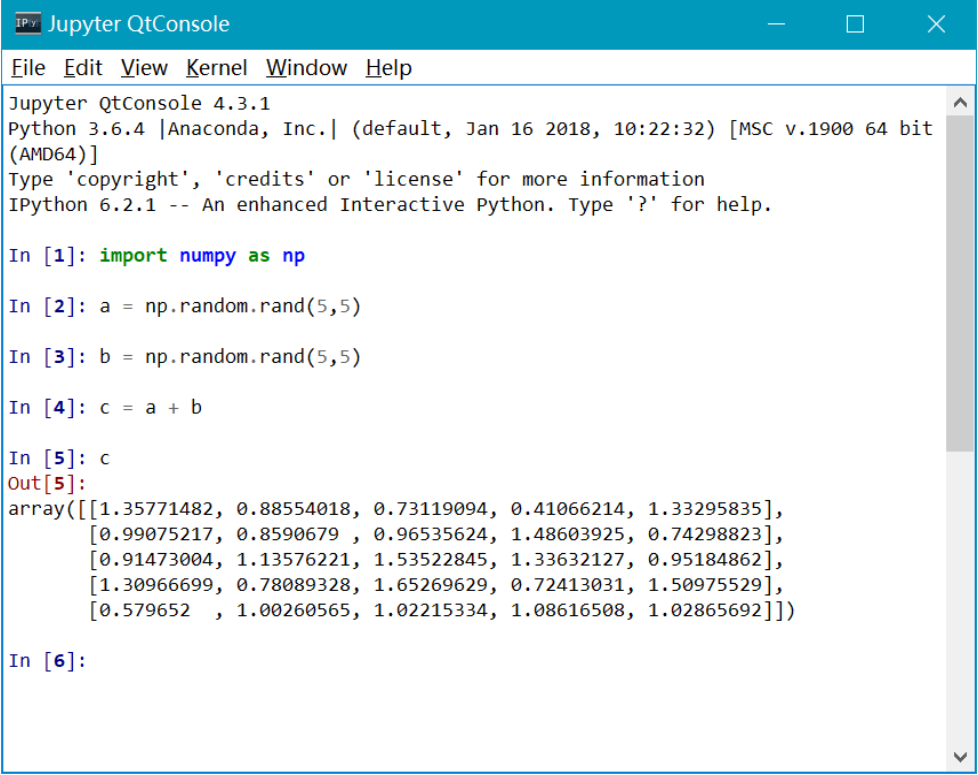 IPy Jupyter QtConsole
File Edit View Kernel Window Help
Jupyter QtConsole 4.3.1
Python 3.6.4 |Anaconda, Inc.| (default, Jan 16 2018, 10:22:32) [MSC v.1900 64 bit
(AMD64)]
Type 'copyright', 'credits' or 'license' for more information
IPython 6.2.1 -- An enhanced Interactive Python. Type '?' for help.
In [1]: import numpy as np
In [2]: a = np.random.rand(5,5)
In [3]: b = np.random.rand(5,5)
In [4]: c = a + b
In [5]: c
Out[5]:
array([[1.35771482, 0.88554018, 0.73119094, 0.41066214, 1.33295835],
       [0.99075217, 0.8590679 , 0.96535624, 1.48603925, 0.74298823],
       [0.91473004, 1.13576221, 1.53522845, 1.33632127, 0.95184862],
       [1.30966699, 0.78089328, 1.65269629, 0.72413031, 1.50975529],
       [0.579652  , 1.00260565, 1.02215334, 1.08616508, 1.02865692]])
In [6]: